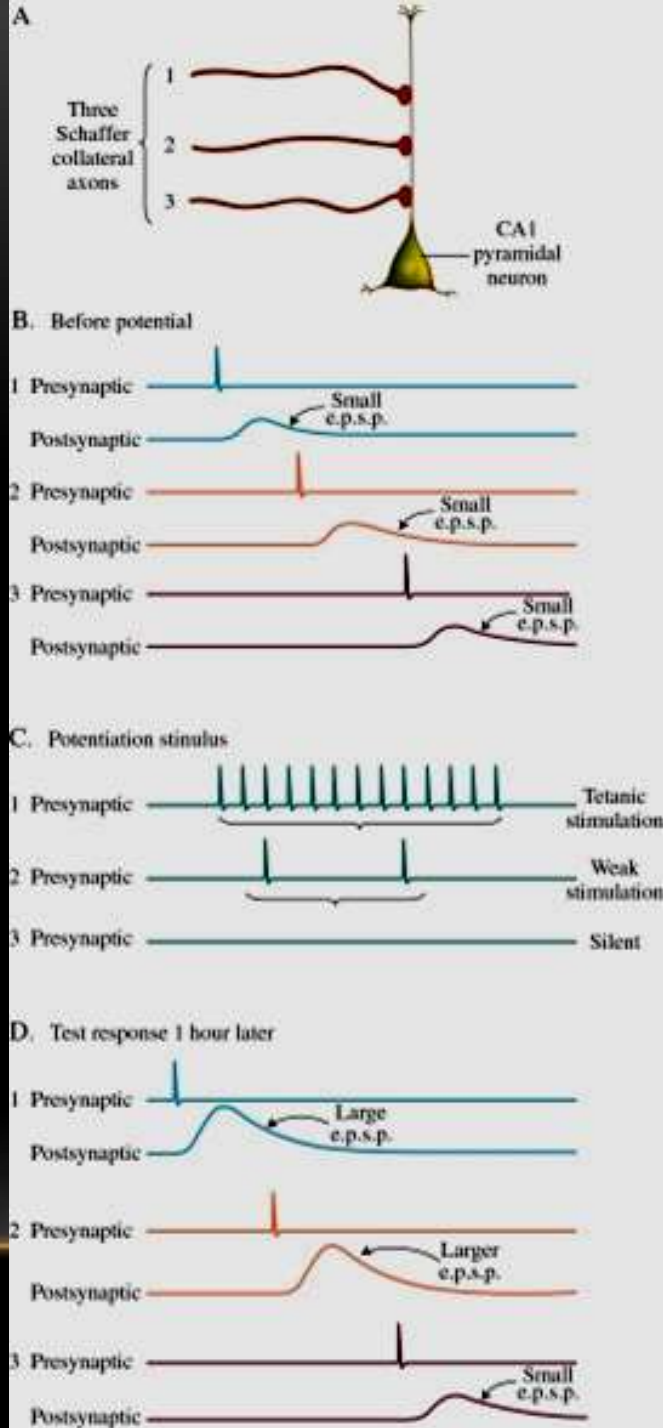 A
Three
Schaffer
collateral
axons
1
2
3
CA1
pyramidal
neuron
B. Before potential
1 Presynaptic
Small
e.p.s.p.
Postsynaptic
2 Presynaptic
Small
e.p.s.p.
Postsynaptic
3 Presynaptic
Small
e.p.s.p.
Postsynaptic
C. Potentiation stimulus
1 Presynaptic
Tetanic
stimulation
2 Presynaptic
Weak
stimulation
3 Presynaptic
Silent
D. Test response 1 hour later
1 Presynaptic
Large
e.p.s.p.
Postsynaptic
2 Presynaptic
Larger
e.p.s.p.
Postsynaptic
3 Presynaptic
Small
e.p.s.p.
Postsynaptic